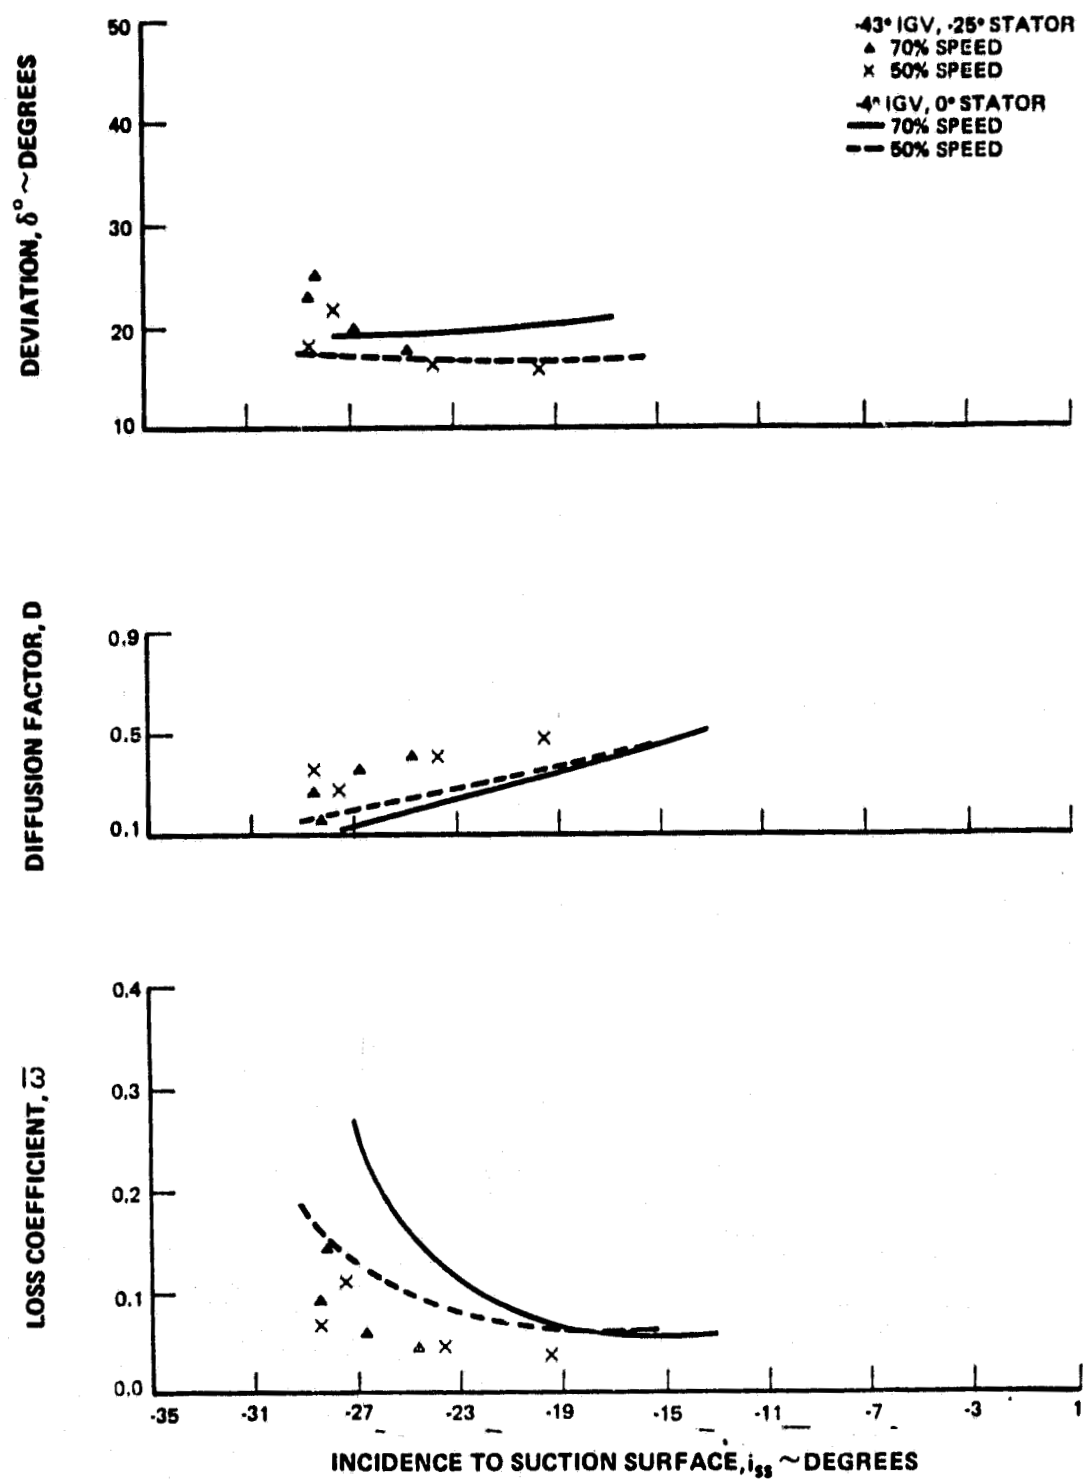 -43° IGV, -25° STATOR
▲ 70% SPEED
× 50% SPEED
IGV, 0° STATOR
70% SPEED
50% SPEED
DEVIATION, δ° ~ DEGREES
50
40
30
20
10
DIFFUSION FACTOR, D
0.9
0.5
0.1
LOSS COEFFICIENT, ω̅
0.4
0.3
0.2
0.1
0.0
-35 -31 -27 -23 -19 -15 -11 -7 -3 1
INCIDENCE TO SUCTION SURFACE, iss ~ DEGREES